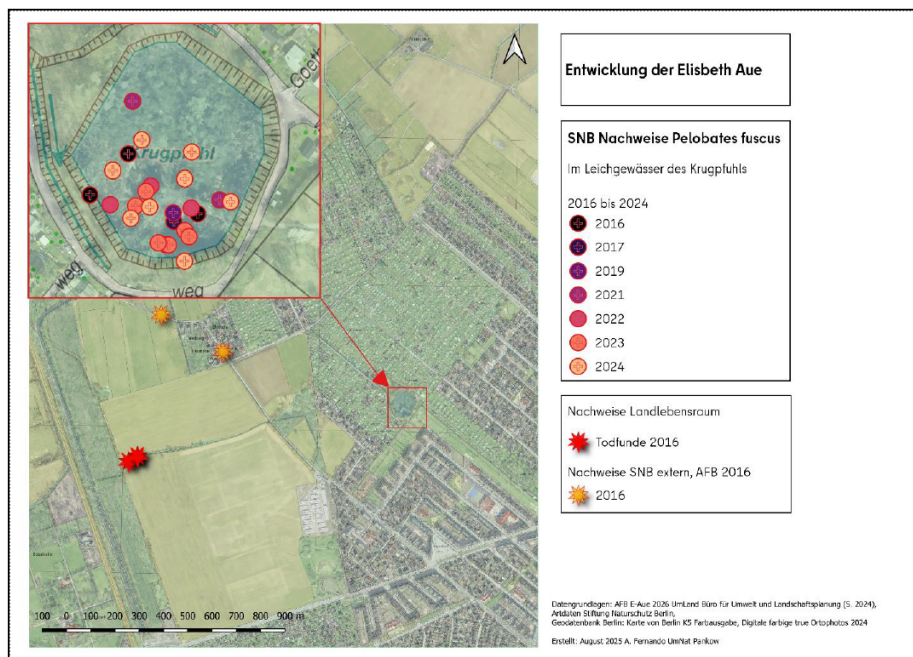 Goeth
Krugpfuhl
weg
weg
Entwicklung der Elisbeth Aue
SNB Nachweise Pelobates fuscus
Im Leichgewässer des Krugpfuhls
2016 bis 2024
2016
2017
2019
2021
2022
2023
2024
Nachweise Landlebensraum
Todfunde 2016
Nachweise SNB extern, AFB 2016
2016
100 0 100 200 300 400 500 600 700 800 900 m
Datengrundlagen: AFB E-Aue 2026 UmLand Büro für Umwelt und Landschaftsplanung (S. 2024),
Artdaten Stiftung Naturschutz Berlin,
Geodatenbank Berlin: Karte von Berlin K5 Farbausgabe, Digitale farbige true Ortophotos 2024
Erstellt: August 2025 A. Fernando UmNat Pankow